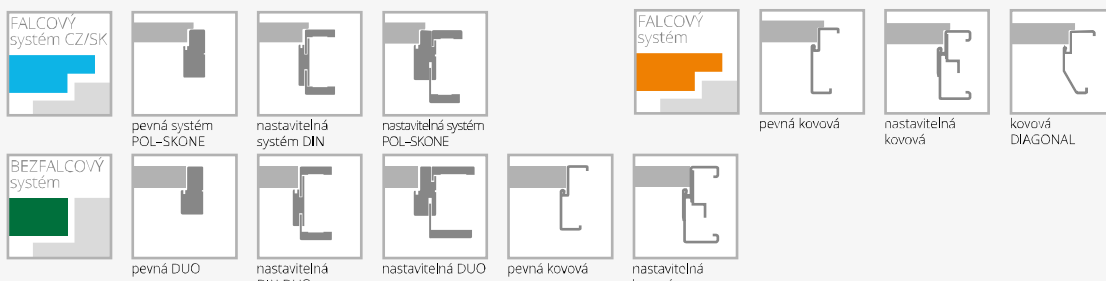 FALCOVÝ
systém CZ/SK
pevná systém
POL–SKONE
nastavitelná
systém DIN
nastavitelná systém
POL–SKONE
FALCOVÝ
systém
pevná kovová
nastavitelná
kovová
kovová
DIAGONAL
BEZFALCOVÝ
systém
pevná DUO
nastavitelná
nastavitelná DUO
pevná kovová
nastavitelná